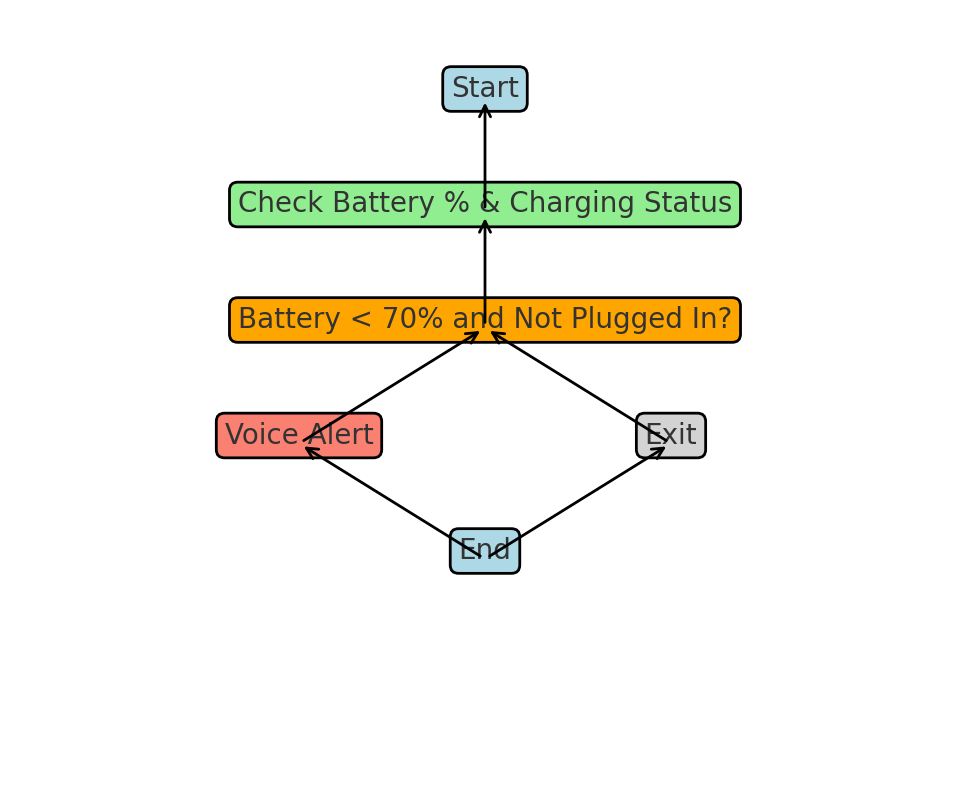 Start
Check Battery % & Charging Status
Battery < 70% and Not Plugged In?
Voice Alert
Exit
End